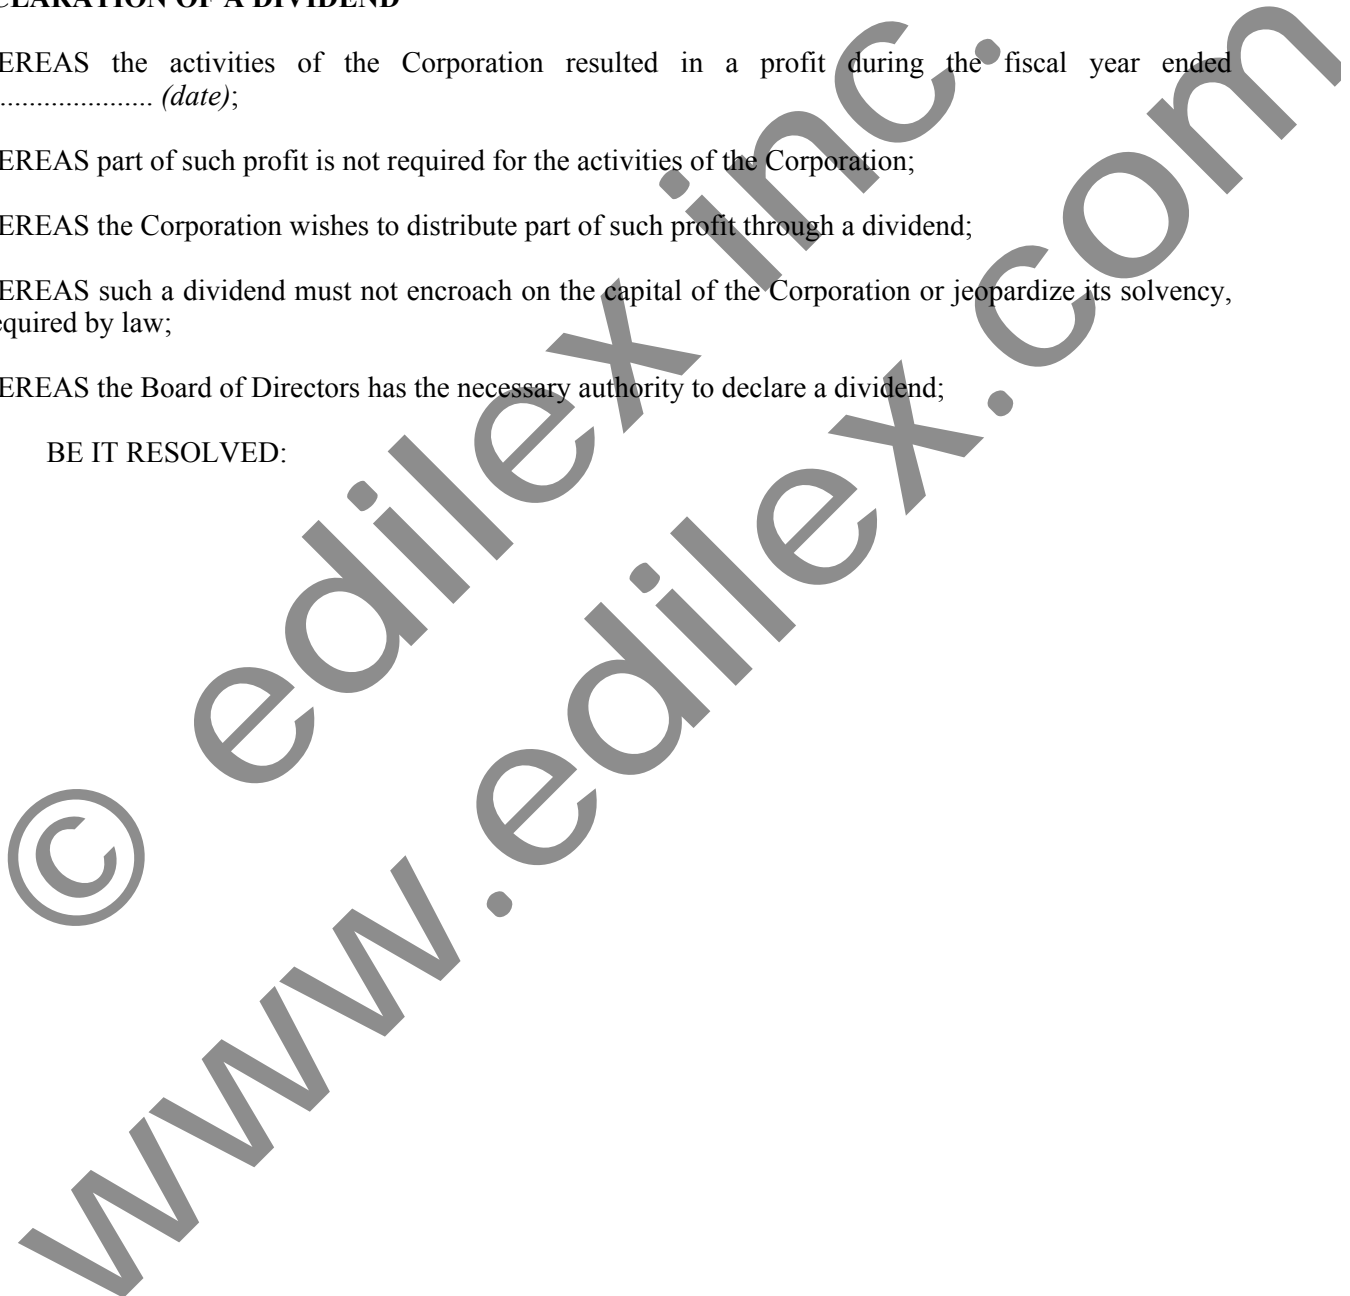 CLARATION OF A DIVIDEND
EREAS the activities of the Corporation resulted in a profit during the fiscal year ended
..................... (date);
EREAS part of such profit is not required for the activities of the Corporation;
EREAS the Corporation wishes to distribute part of such profit through a dividend;
EREAS such a dividend must not encroach on the capital of the Corporation or jeopardize its solvency,
equired by law;
EREAS the Board of Directors has the necessary authority to declare a dividend;
BE IT RESOLVED:
© edilex inc.
www.edilex.com